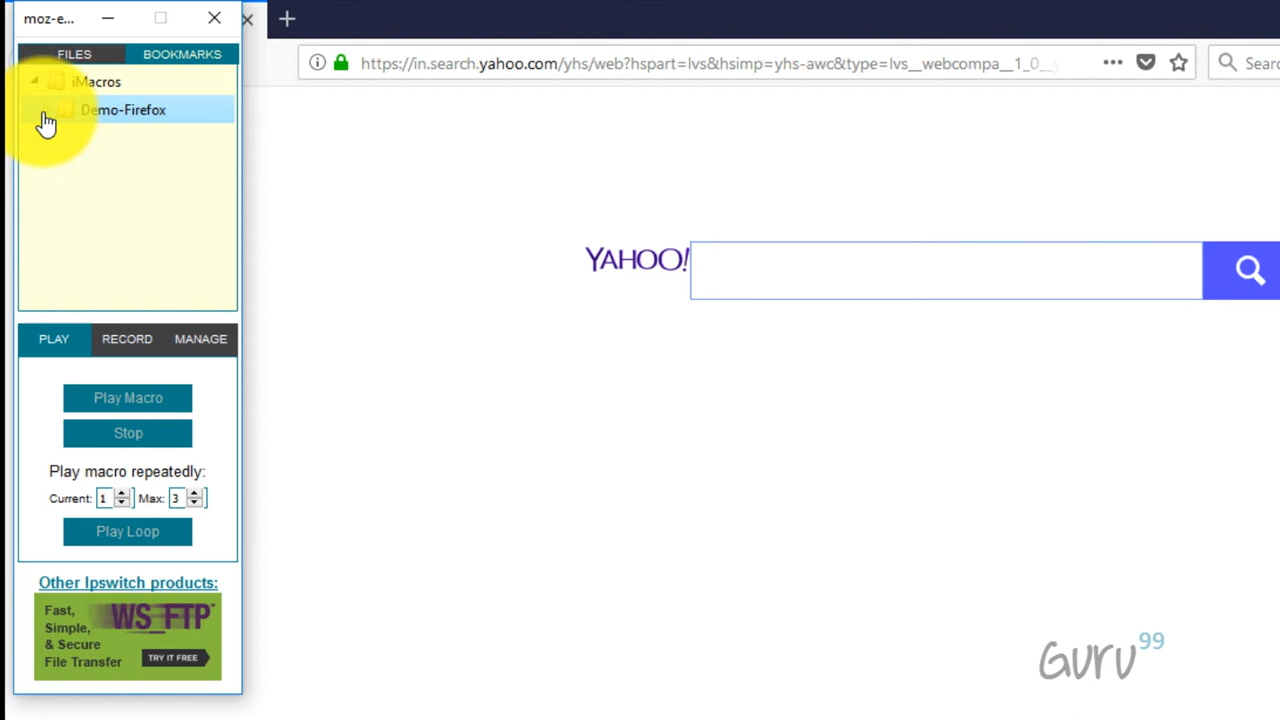 moz-e...
FILES
BOOKMARKS
iMacros
Demo-Firefox
PLAY
RECORD
MANAGE
Play Macro
Stop
Play macro repeatedly:
Current: 1 Max: 3
Play Loop
Other Ipswitch products:
Fast,
Simple,
& Secure
File Transfer
WS_FTP
TRY IT FREE
https://in.search.yahoo.com/yhs/web?hspart=lvs&hsimp=yhs-awc&type=lvs__webcompa__1_0__
Searc
YAHOO!
Guru99